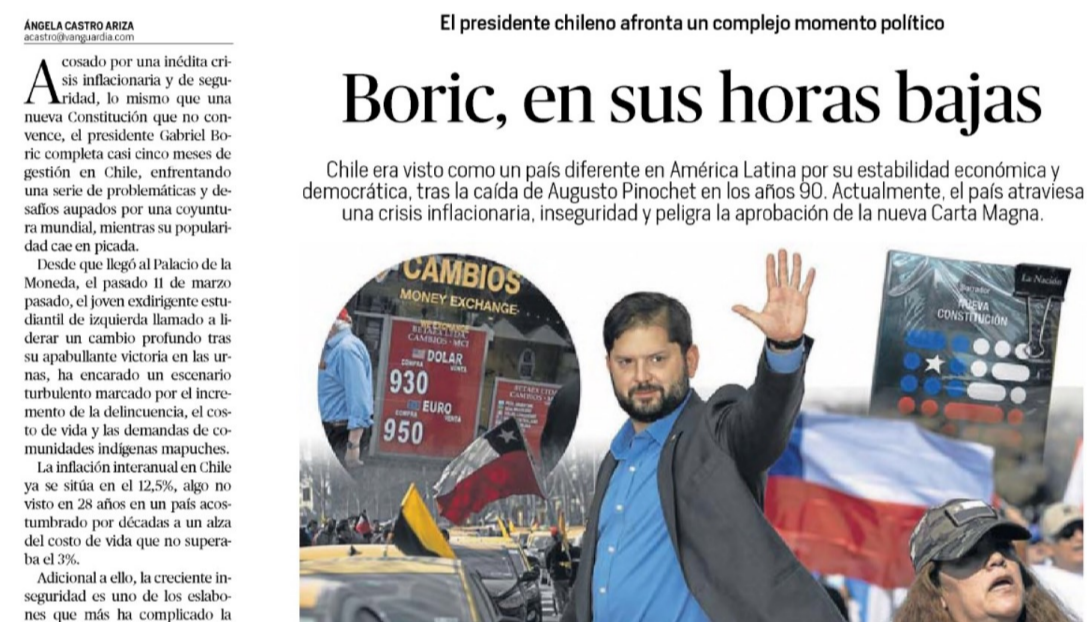 ÁNGELA CASTRO ARIZA
acastro@vanguardia.com
Acosado por una inédita cri-
sis inflacionaria y de segu-
ridad, lo mismo que una
nueva Constitución que no con-
vence, el presidente Gabriel Bo-
ric completa casi cinco meses de
gestión en Chile, enfrentando
una serie de problemáticas y de-
safíos aupados por una coyuntu-
ra mundial, mientras su populari-
dad cae en picada.
Desde que llegó al Palacio de la
Moneda, el pasado 11 de marzo
pasado, el joven exdirigente estu-
diantil de izquierda llamado a li-
derar un cambio profundo tras
su apabullante victoria en las ur-
nas, ha encarado un escenario
turbulento marcado por el incre-
mento de la delincuencia, el cos-
to de vida y las demandas de co-
munidades indígenas mapuches.
La inflación interanual en Chile
ya se sitúa en el 12,5%, algo no
visto en 28 años en un país acos-
tumbrado por décadas a un alza
del costo de vida que no supera-
ba el 3%.
Adicional a ello, la creciente in-
seguridad es uno de los eslabo-
nes que más ha complicado la
El presidente chileno afronta un complejo momento político
Boric, en sus horas bajas
Chile era visto como un país diferente en América Latina por su estabilidad económica y
democrática, tras la caída de Augusto Pinochet en los años 90. Actualmente, el país atraviesa
una crisis inflacionaria, inseguridad y peligra la aprobación de la nueva Carta Magna.
CAMBIOS
MONEY EXCHANGE
CAMBIOS - MCI
DOLAR
COMPRA VENTA
930
EURO
COMPRA VENTA
950
CAMBIOS
La Nación
Borrador
NUEVA
CONSTITUCIÓN